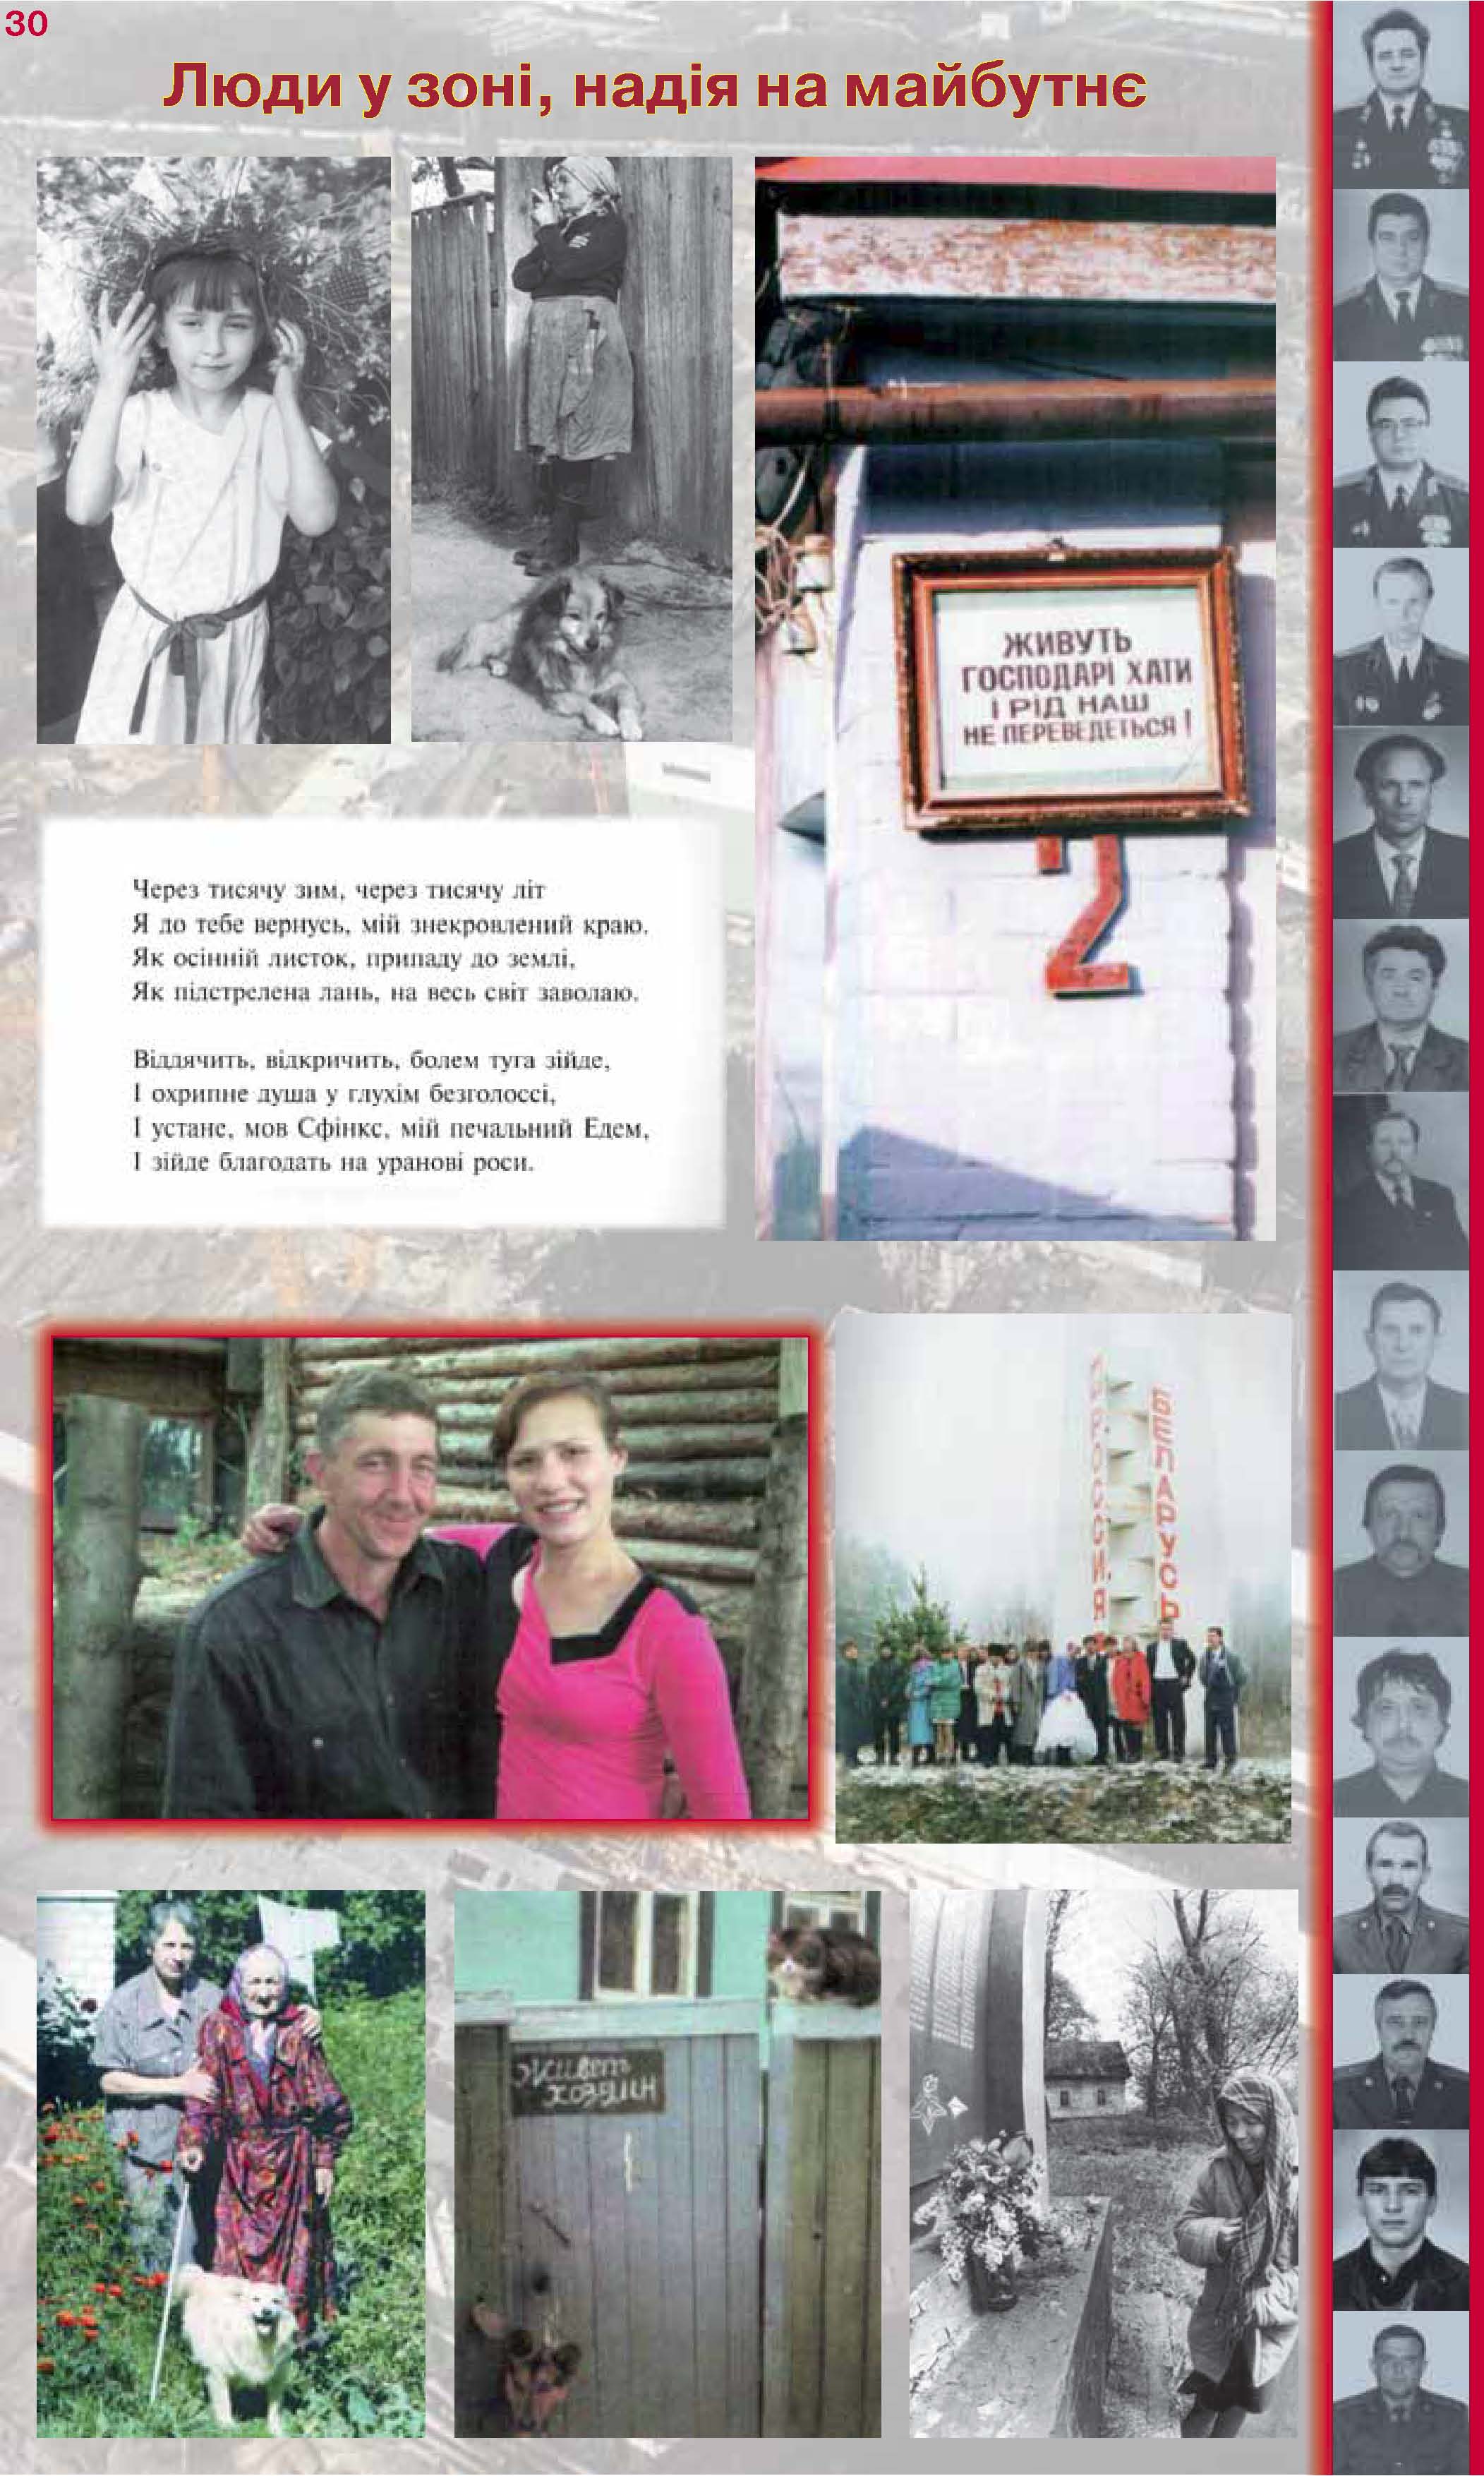 30
Люди у зоні, надія на майбутнє
ЖИВУТЬ
ГОСПОДАРІ ХАТИ
І РІД НАШ
НЕ ПЕРЕВЕДЕТЬСЯ !
2
Через тисячу зим, через тисячу літ
Я до тебе вернусь, мій знекровлений краю.
Як осінній листок, припаду до землі,
Як підстрелена лань, на весь світ заволаю.
Віддячить, відкричить, болем туга зійде,
І охрипне душа у глухім безголоссі,
І устане, мов Сфінкс, мій печальний Едем,
І зійде благодать на уранові роси.
РОССИЯ
БЕЛАРУСЬ
Живет
хозяин